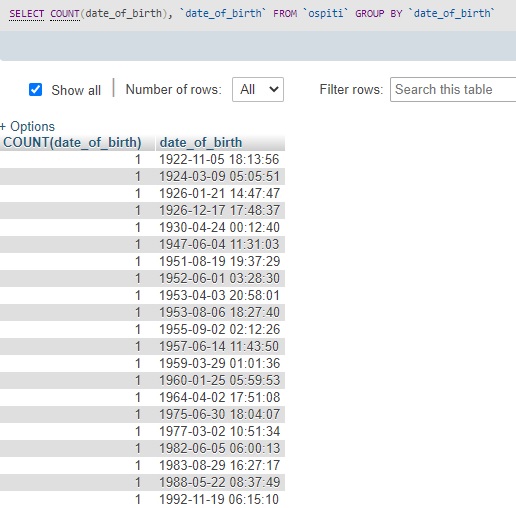 SELECT COUNT(date_of_birth), `date_of_birth` FROM `ospiti` GROUP BY `date_of_birth`
Show all | Number of rows: All Filter rows: Search this table
+ Options
COUNT(date_of_birth) date_of_birth
1 1922-11-05 18:13:56
1 1924-03-09 05:05:51
1 1926-01-21 14:47:47
1 1926-12-17 17:48:37
1 1930-04-24 00:12:40
1 1947-06-04 11:31:03
1 1951-08-19 19:37:29
1 1952-06-01 03:28:30
1 1953-04-03 20:58:01
1 1953-08-06 18:27:40
1 1955-09-02 02:12:26
1 1957-06-14 11:43:50
1 1959-03-29 01:01:36
1 1960-01-25 05:59:53
1 1964-04-02 17:51:08
1 1975-06-30 18:04:07
1 1977-03-02 10:51:34
1 1982-06-05 06:00:13
1 1983-08-29 16:27:17
1 1988-05-22 08:37:49
1 1992-11-19 06:15:10